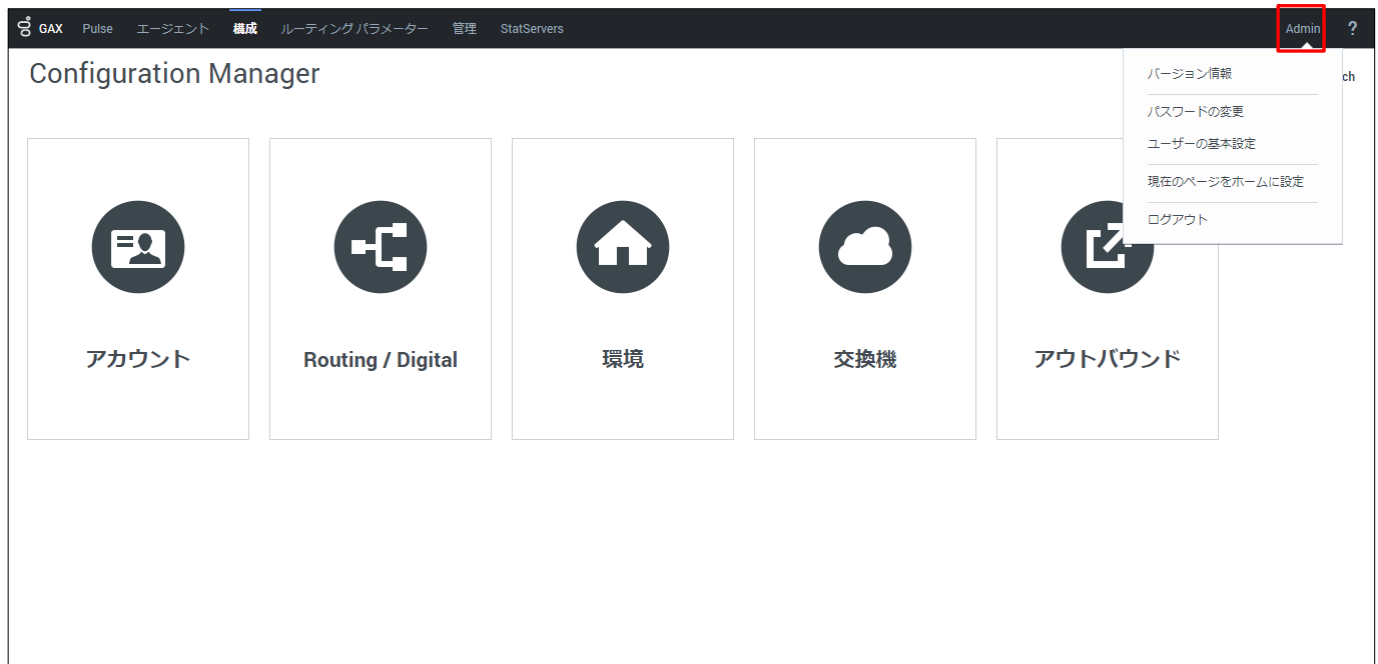 GAX Pulse エージェント 構成 ルーティング パラメーター 管理 StatServers Admin ?
Configuration Manager
バージョン情報
ch
パスワードの変更
ユーザーの基本設定
現在のページをホームに設定
ログアウト
アカウント
Routing / Digital
環境
交換機
アウトバウンド